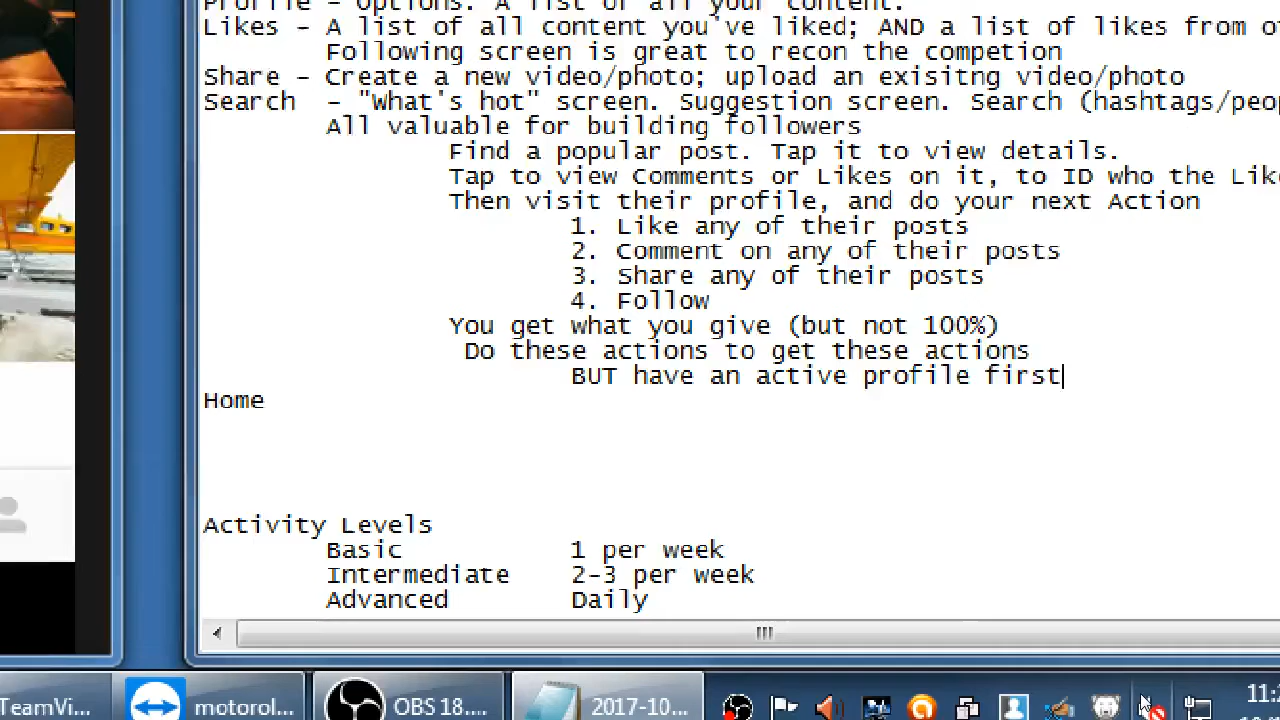 Profile - Options. A list of all your content.
Likes - A list of all content you've liked; AND a list of likes from
Following screen is great to recon the competion
Share - Create a new video/photo; upload an exisitng video/photo
Search - "What's hot" screen. Suggestion screen. Search (hashtags/
All valuable for building followers
Find a popular post. Tap it to view details.
Tap to view Comments or Likes on it, to ID who the
Then visit their profile, and do your next Action
1. Like any of their posts
2. Comment on any of their posts
3. Share any of their posts
4. Follow
You get what you give (but not 100%)
Do these actions to get these actions
BUT have an active profile first
Home
Activity Levels
Basic 1 per week
Intermediate 2-3 per week
Advanced Daily
TeamVi... motorol... OBS 18.... 2017-10...